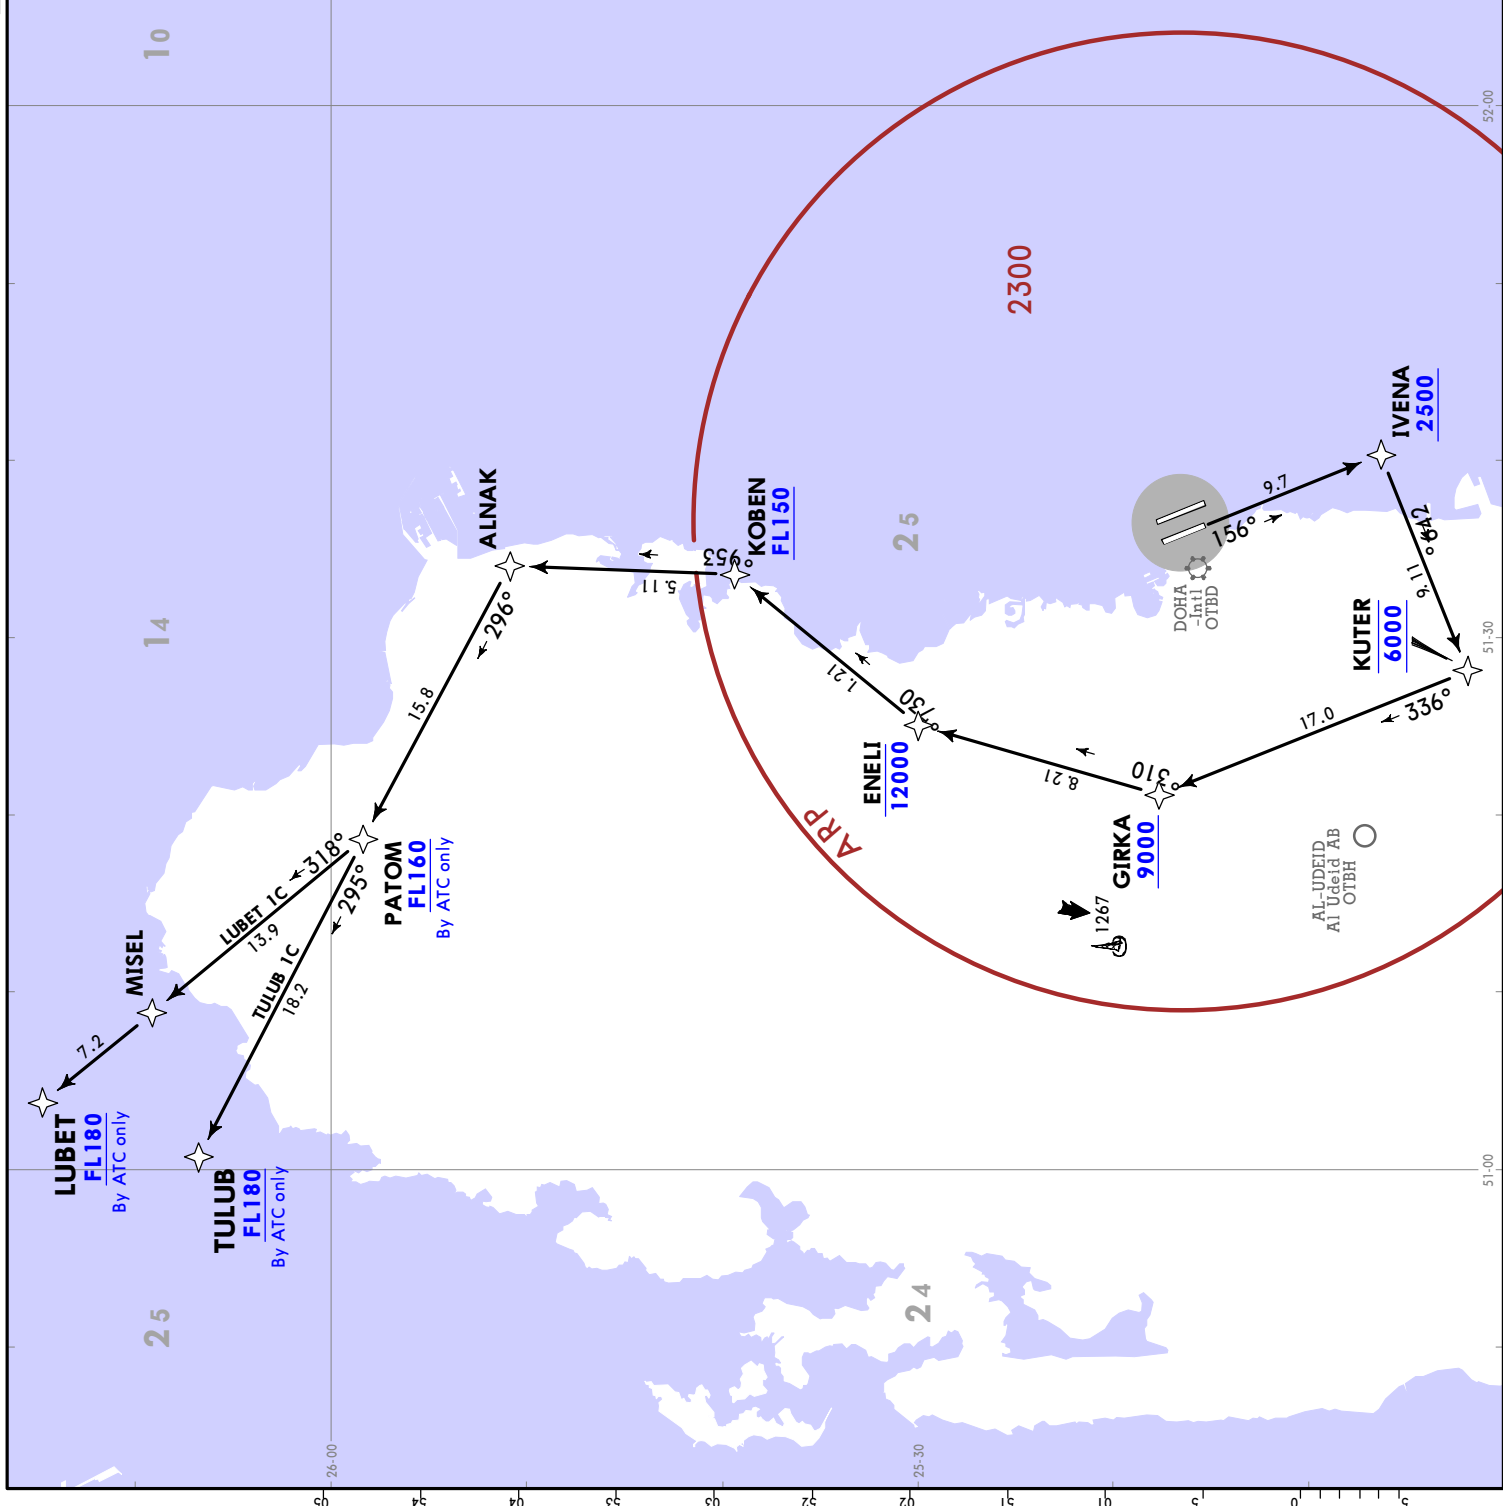 10
14
25
LUBET
FL180
By ATC only
7.2
MISEL
TULUB
FL180
By ATC only
LUBET 1C
13.9
TULUB 1C
18.2
318°
295°
PATOM
FL160
By ATC only
15.8
296°
ALNAK
26-00
5.11
953°
KOBEN
FL150
1.21
730°
ENELI
12000
25
24
25-30
ARP
2300
8.21
310°
GIRKA
9000
1267
DOHA
-Intl
OTBD
156°
9.7
IVENA
2500
942°
9.11
KUTER
6000
17.0
336°
AL-UDEID
Al Udeid AB
OTBH
52-00
51-30
51-00